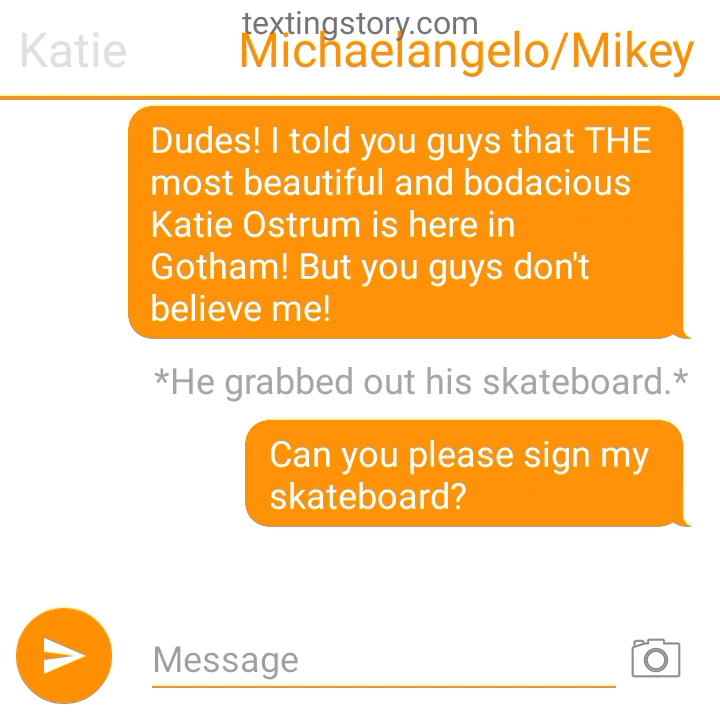 textingstory.com
Katie Michaelangelo/Mikey
Dudes! I told you guys that THE
most beautiful and bodacious
Katie Ostrum is here in
Gotham! But you guys don't
believe me!
*He grabbed out his skateboard.*
Can you please sign my
skateboard?
Message